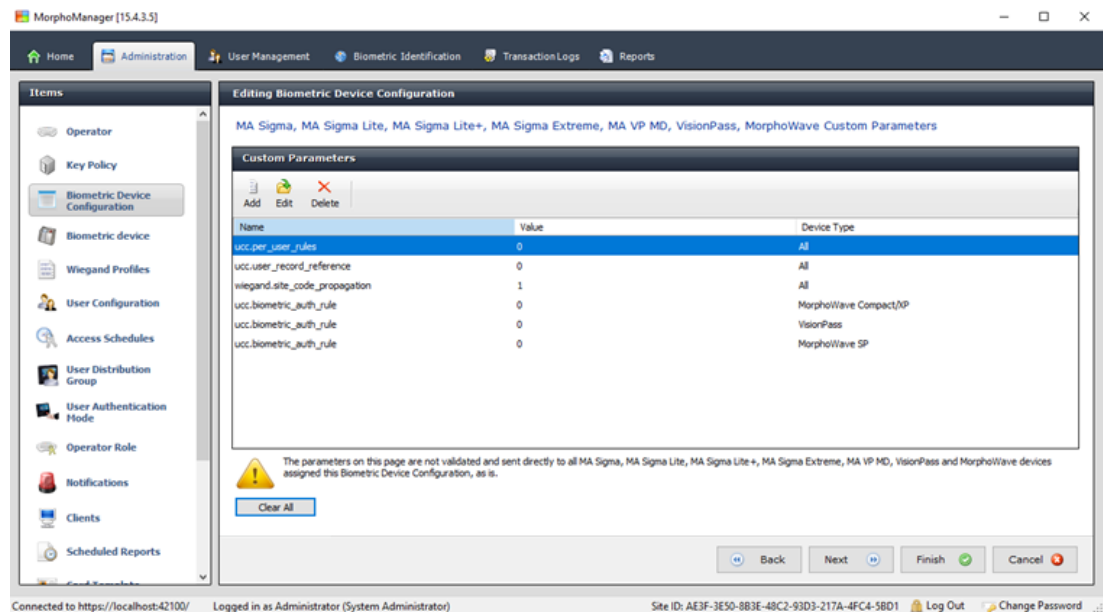 MorphoManager [15.4.3.5]
Home
Administration
User Management
Biometric Identification
Transaction Logs
Reports
Items
Operator
Key Policy
Biometric Device
Configuration
Biometric device
Wiegand Profiles
User Configuration
Access Schedules
User Distribution
Group
User Authentication
Mode
Operator Role
Notifications
Clients
Scheduled Reports
Card Template
Editing Biometric Device Configuration
MA Sigma, MA Sigma Lite, MA Sigma Lite+, MA Sigma Extreme, MA VP MD, VisionPass, MorphoWave Custom Parameters
Custom Parameters
Add Edit Delete
Name Value Device Type
ucc.per_user_rules 0 All
ucc.user_record_reference 0 All
wiegand.site_code_propagation 1 All
ucc.biometric_auth_rule 0 MorphoWave Compact/XP
ucc.biometric_auth_rule 0 VisionPass
ucc.biometric_auth_rule 0 MorphoWave SP
The parameters on this page are not validated and sent directly to all MA Sigma, MA Sigma Lite, MA Sigma Lite+, MA Sigma Extreme, MA VP MD, VisionPass and MorphoWave devices
assigned this Biometric Device Configuration, as is.
Clear All
Back Next Finish Cancel
Connected to https://localhost:42100/ Logged in as Administrator (System Administrator) Site ID: AE3F-3E50-8B3E-48C2-93D3-217A-4FC4-5BD1 Log Out Change Password